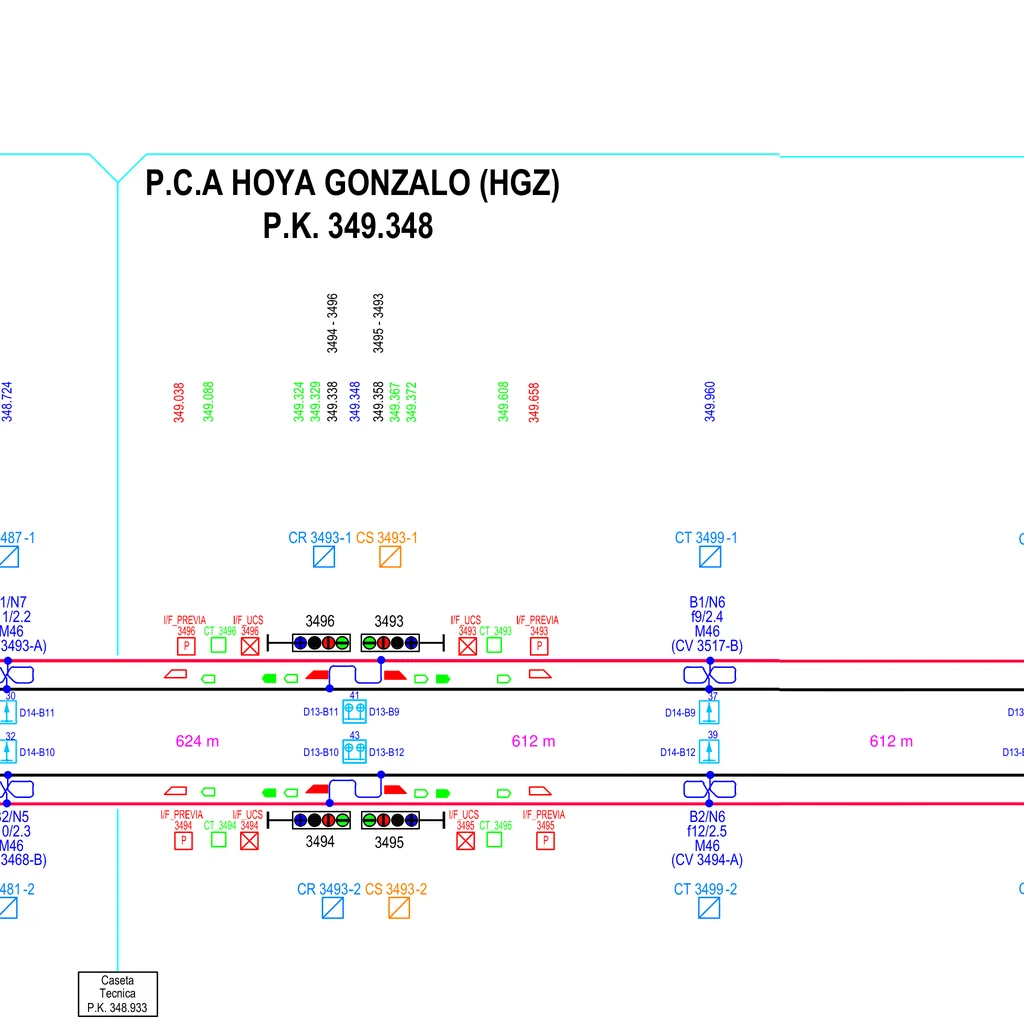 P.C.A HOYA GONZALO (HGZ)
P.K. 349.348
3494 - 3496
3495 - 3493
348.724
349.038
349.088
349.324
349.329
349.338
349.348
349.358
349.367
349.372
349.608
349.658
349.960
487-1
CR 3493-1
CS 3493-1
CT 3499-1
1/N7
1/2.2
M46
3493-A)
I/F_PREVIA
3496
CT_3496
I/F_UCS
3496
P
3496
3493
I/F_UCS
3493
CT_3493
I/F_PREVIA
3493
P
B1/N6
f9/2.4
M46
(CV 3517-B)
30
D14-B11
D13-B11
41
D13-B9
D14-B9
37
D13
624 m
612 m
612 m
32
D14-B10
D13-B10
43
D13-B12
D14-B12
39
B2/N5
0/2.3
M46
3468-B)
I/F_PREVIA
3494
P
CT_3494
I/F_UCS
3494
3494
3495
I/F_UCS
3495
CT_3495
I/F_PREVIA
3495
P
B2/N6
f12/2.5
M46
(CV 3494-A)
481-2
CR 3493-2
CS 3493-2
CT 3499-2
Caseta
Tecnica
P.K. 348.933